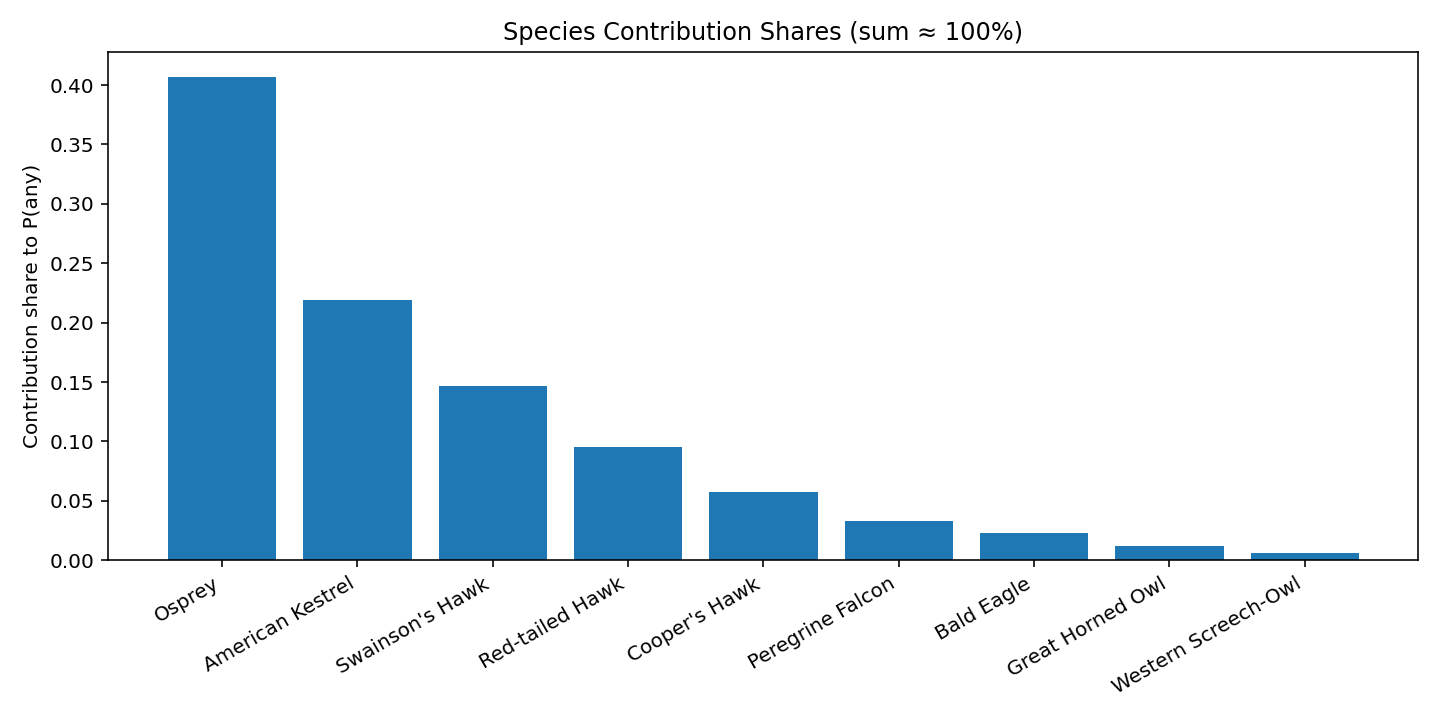 Species Contribution Shares (sum ≈ 100%)
Contribution share to P(any)
0.40
0.35
0.30
0.25
0.20
0.15
0.10
0.05
0.00
Osprey
American Kestrel
Swainson's Hawk
Red-tailed Hawk
Cooper's Hawk
Peregrine Falcon
Bald Eagle
Great Horned Owl
Western Screech-Owl